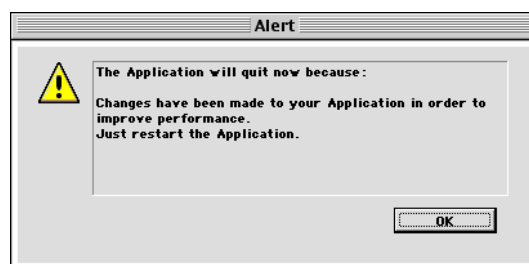 Alert
The Application will quit now because:
Changes have been made to your Application in order to
improve performance.
Just restart the Application.
OK